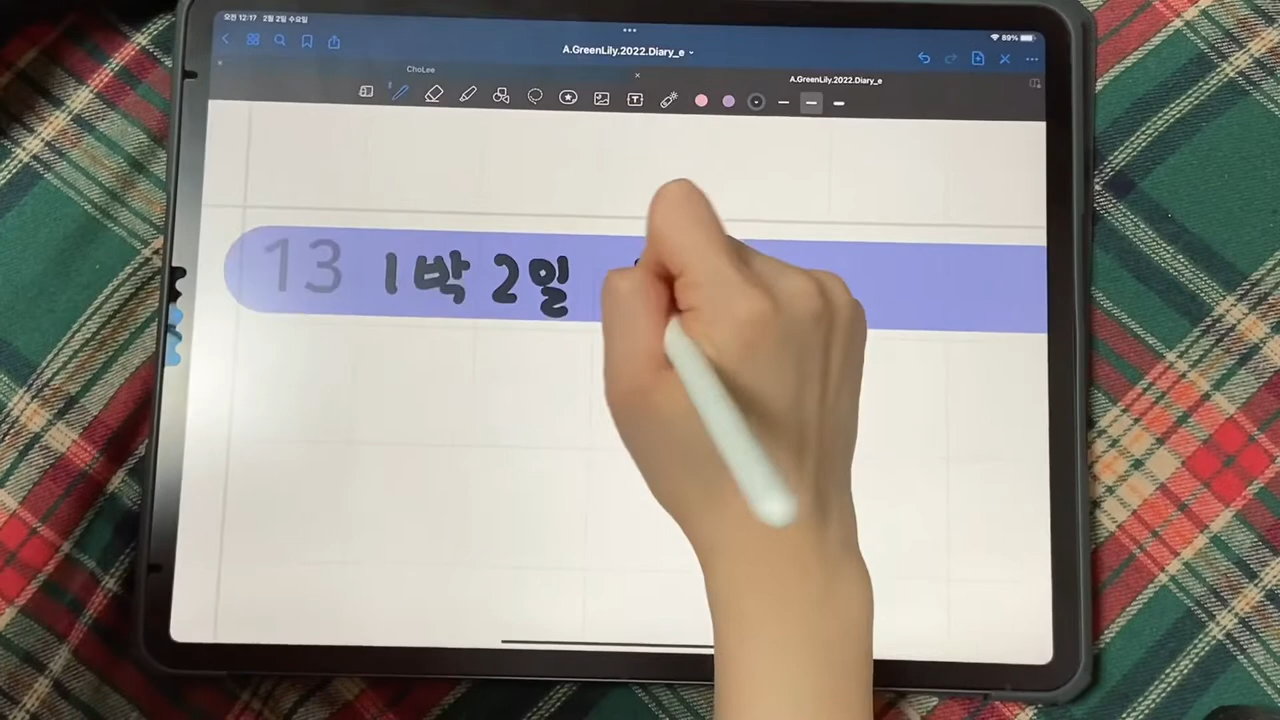 오전 12:17 2월 2일 수요일
89%
A.GreenLily.2022.Diary_e
ChoLee
A.GreenLily.2022.Diary_e
13 1박 2일